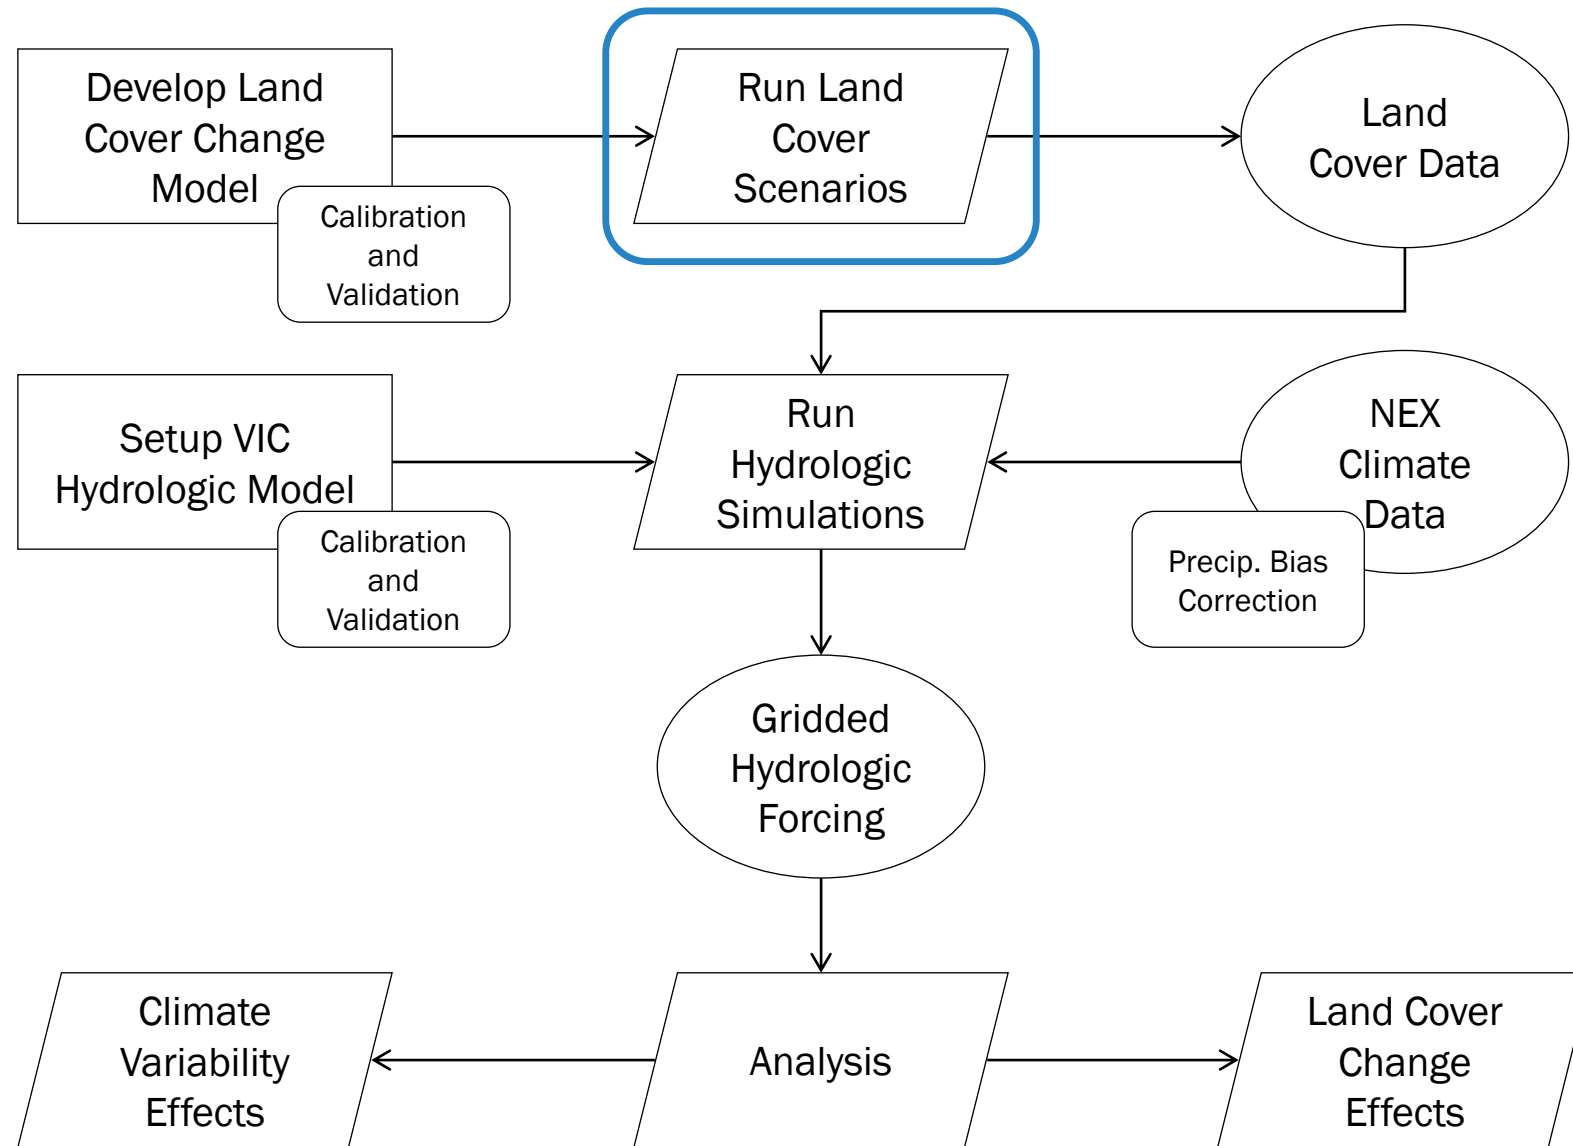 Develop Land
Cover Change
Model
Calibration
and
Validation
Run Land
Cover
Scenarios
Land
Cover Data
Setup VIC
Hydrologic Model
Calibration
and
Validation
Run
Hydrologic
Simulations
NEX
Climate
Data
Precip. Bias
Correction
Gridded
Hydrologic
Forcing
Climate
Variability
Effects
Analysis
Land Cover
Change
Effects